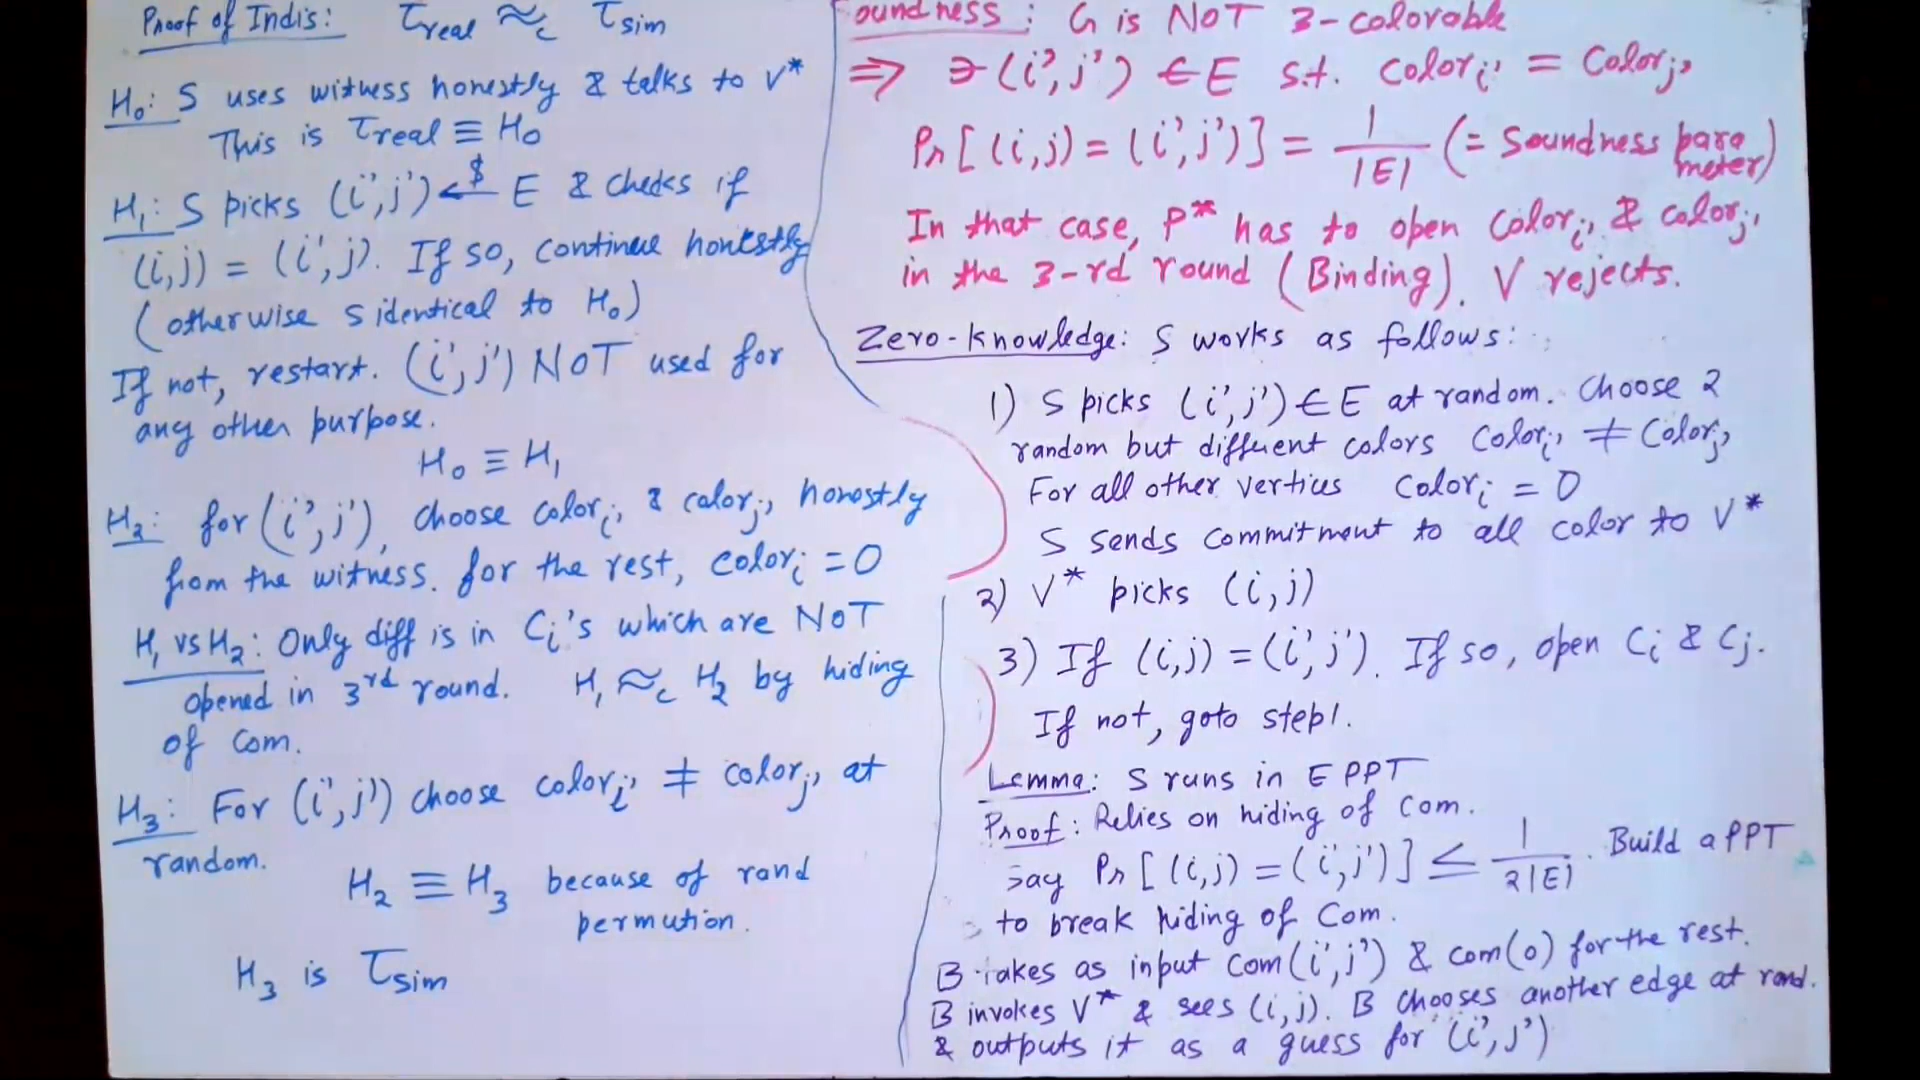 Proof of Indis: τreal ≈c τsim
H0: S uses witness honestly & talks to V*
This is τreal ≡ H0
H1: S picks (i',j') ←$ E & checks if
(i,j) = (i',j). If so, continue honestly
(otherwise S identical to H0)
If not, restart. (i',j') NOT used for
any other purpose.
H0 ≡ H1
H2: for (i',j'), choose colori' & colorj' honestly
from the witness. for the rest, colori = 0
H1 vs H2: Only diff is in Ci's which are NOT
opened in 3rd round. H1 ≈c H2 by hiding
of Com.
H3: For (i',j') choose colori' ≠ colorj' at
random.
H2 ≡ H3 because of rand
permution.
H3 is τsim
oundness: G is NOT 3-colorable
⇒ ∃ (i',j') ∈ E s.t. colori' = Colorj'
Pr[(i,j) = (i',j')] = 1/|E| (= Soundness para
meter)
In that case, P* has to open Colori' & colorj'
in the 3-rd round (Binding). V rejects.
Zero-knowledge: S works as follows:
1) S picks (i',j') ∈ E at random. Choose 2
random but different colors Colori' ≠ Colorj'
For all other vertices Colori = 0
S sends commitment to all color to V*
2) V* picks (i,j)
3) If (i,j) = (i',j'). If so, open Ci & Cj.
If not, goto step1.
Lemma: S runs in EPPT
Proof: Relies on hiding of Com.
Say Pr[(i,j) = (i',j')] ≤ 1/2|E|. Build a PPT
to break hiding of Com.
B takes as input Com(i',j') & com(0) for the rest.
B invokes V* & sees (i,j). B chooses another edge at rand.
& outputs it as a guess for (i',j')